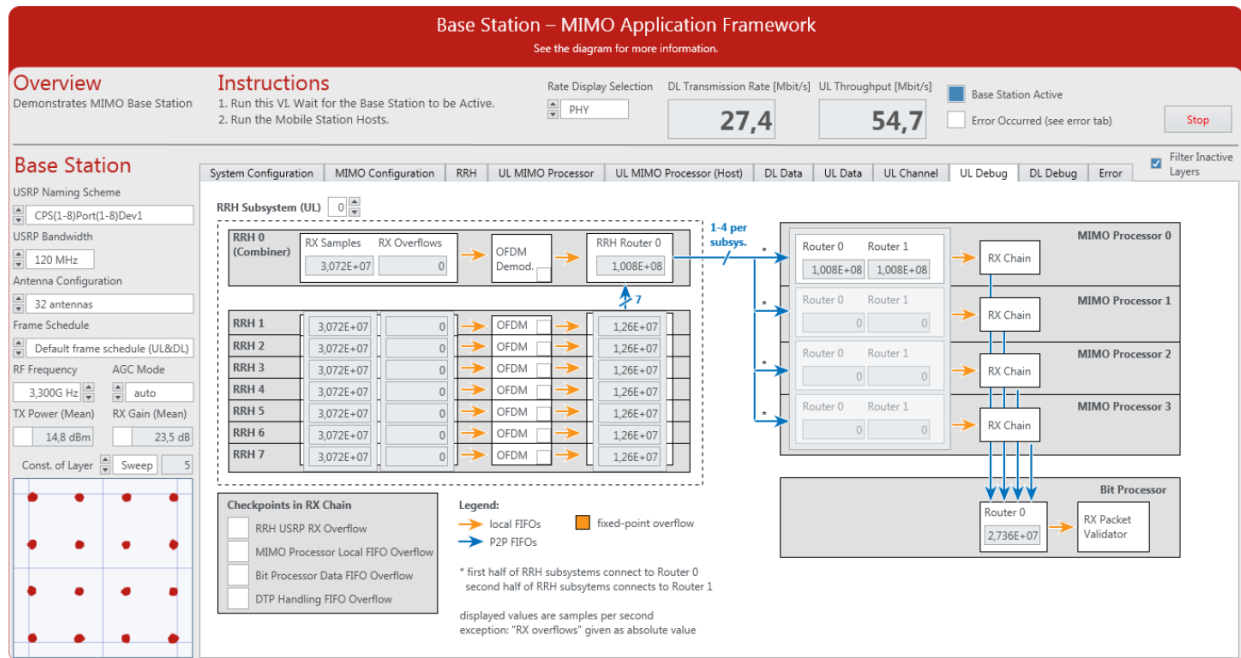 Base Station – MIMO Application Framework
See the diagram for more information.
Overview
Demonstrates MIMO Base Station
Instructions
1. Run this VI. Wait for the Base Station to be Active.
2. Run the Mobile Station Hosts.
Rate Display Selection
PHY
DL Transmission Rate [Mbit/s]
27,4
UL Throughput [Mbit/s]
54,7
Base Station Active
Error Occurred (see error tab)
Stop
Base Station
USRP Naming Scheme
CPS(1-8)Port(1-8)Dev1
USRP Bandwidth
120 MHz
Antenna Configuration
32 antennas
Frame Schedule
Default frame schedule (UL&DL)
RF Frequency AGC Mode
3,300G Hz auto
TX Power (Mean) RX Gain (Mean)
14,8 dBm 23,5 dB
Const. of Layer Sweep 5
System Configuration MIMO Configuration RRH UL MIMO Processor UL MIMO Processor (Host) DL Data UL Data UL Channel UL Debug DL Debug Error
Filter Inactive
Layers
RRH Subsystem (UL) 0
RRH 0
(Combiner)
RX Samples RX Overflows
3,072E+07 0
OFDM
Demod.
RRH Router 0
1,008E+08
7
RRH 1 3,072E+07 0 OFDM 1,26E+07
RRH 2 3,072E+07 0 OFDM 1,26E+07
RRH 3 3,072E+07 0 OFDM 1,26E+07
RRH 4 3,072E+07 0 OFDM 1,26E+07
RRH 5 3,072E+07 0 OFDM 1,26E+07
RRH 6 3,072E+07 0 OFDM 1,26E+07
RRH 7 3,072E+07 0 OFDM 1,26E+07
1-4 per
subsys.
*
MIMO Processor 0
Router 0 Router 1
1,008E+08 1,008E+08
RX Chain
*
MIMO Processor 1
Router 0 Router 1
0 0
RX Chain
*
MIMO Processor 2
Router 0 Router 1
0 0
RX Chain
*
MIMO Processor 3
Router 0 Router 1
0 0
RX Chain
Bit Processor
Router 0
2,736E+07
RX Packet
Validator
Checkpoints in RX Chain
RRH USRP RX Overflow
MIMO Processor Local FIFO Overflow
Bit Processor Data FIFO Overflow
DTP Handling FIFO Overflow
Legend:
local FIFOs
fixed-point overflow
P2P FIFOs
* first half of RRH subsystems connect to Router 0
second half of RRH subsytems connects to Router 1
displayed values are samples per second
exception: "RX overflows" given as absolute value